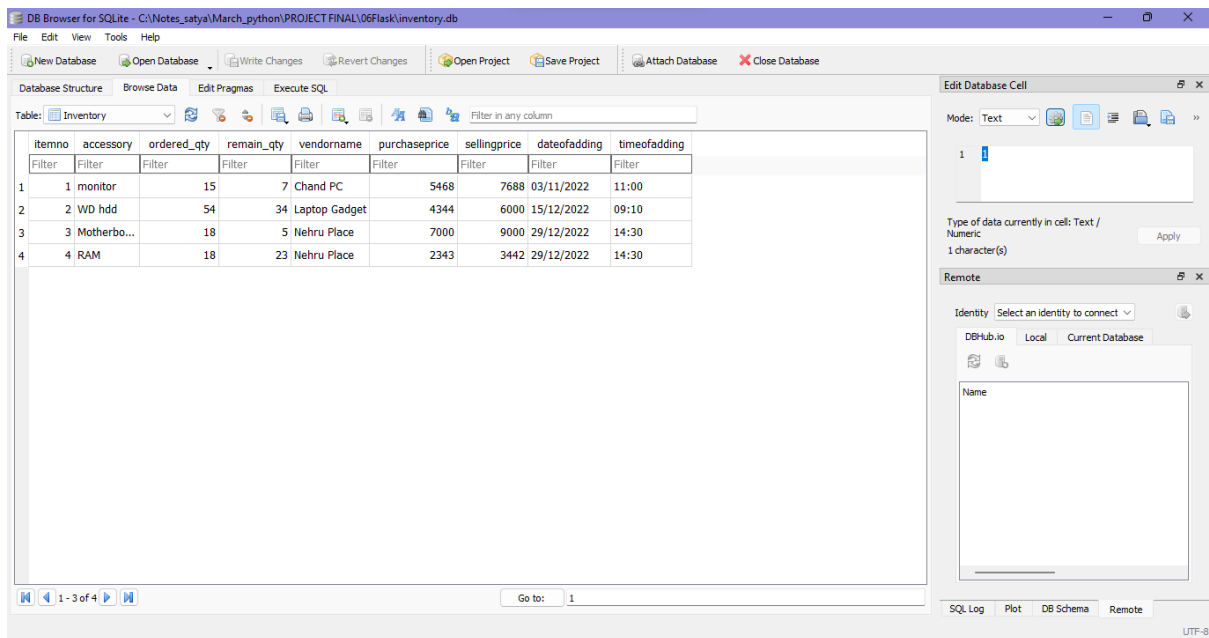 DB Browser for SQLite - C:\Notes_satya\March_python\PROJECT FINAL\06Flask\inventory.db
File Edit View Tools Help
New Database Open Database Write Changes Revert Changes Open Project Save Project Attach Database Close Database
Database Structure Browse Data Edit Pragmas Execute SQL
Table: Inventory Filter in any column
itemno accessory ordered_qty remain_qty vendorname purchaseprice sellingprice dateofadding timeofadding
Filter Filter Filter Filter Filter Filter Filter Filter Filter
1 1 monitor 15 7 Chand PC 5468 7688 03/11/2022 11:00
2 2 WD hdd 54 34 Laptop Gadget 4344 6000 15/12/2022 09:10
3 3 Motherbo... 18 5 Nehru Place 7000 9000 29/12/2022 14:30
4 4 RAM 18 23 Nehru Place 2343 3442 29/12/2022 14:30
1 - 3 of 4 Go to: 1
Edit Database Cell
Mode: Text
1 1
Type of data currently in cell: Text /
Numeric
Apply
1 character(s)
Remote
Identity Select an identity to connect
DBHub.io Local Current Database
Name
SQL Log Plot DB Schema Remote
UTF-8